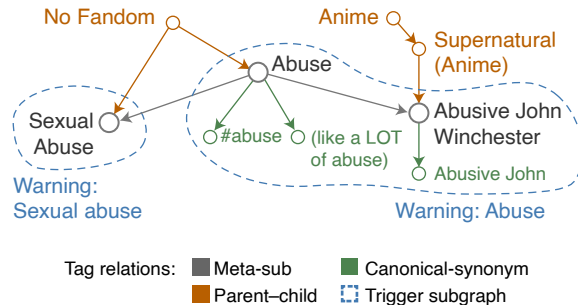 No Fandom
Anime
Supernatural
(Anime)
Abuse
Sexual
Abuse
#abuse
(like a LOT
of abuse)
Abusive John
Winchester
Abusive John
Warning:
Sexual abuse
Warning: Abuse
Tag relations:
Meta-sub
Canonical-synonym
Parent–child
Trigger subgraph